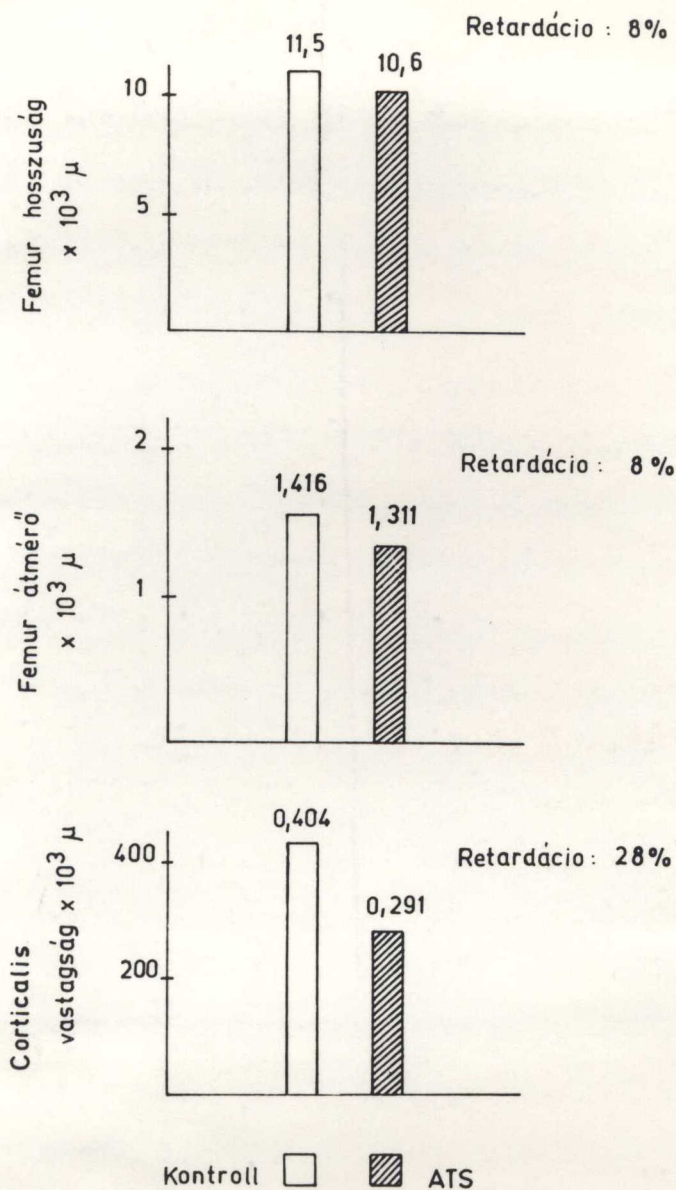 Retardácio : 8%
11,5
10,6
10
5
Femur hosszuság
x 10³ μ
Retardácio : 8%
2
1,416
1,311
1
Femur átmérő
x 10³ μ
0,404
Retardácio : 28%
400
0,291
200
Corticalis
vastagság x 10³ μ
Kontroll ATS